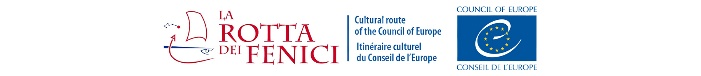 LA
ROTTA
DEI FENICI
Cultural route
of the Council of Europe
Itinéraire culturel
du Conseil de l'Europe
COUNCIL OF EUROPE
CONSEIL DE L'EUROPE